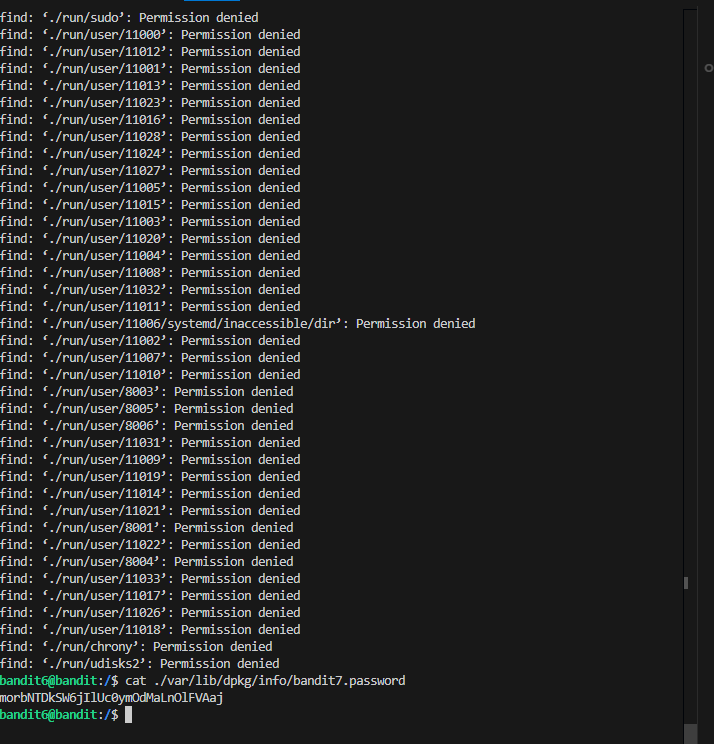 find: ‘./run/sudo’: Permission denied
find: ‘./run/user/11000’: Permission denied
find: ‘./run/user/11012’: Permission denied
find: ‘./run/user/11001’: Permission denied
find: ‘./run/user/11013’: Permission denied
find: ‘./run/user/11023’: Permission denied
find: ‘./run/user/11016’: Permission denied
find: ‘./run/user/11028’: Permission denied
find: ‘./run/user/11024’: Permission denied
find: ‘./run/user/11027’: Permission denied
find: ‘./run/user/11005’: Permission denied
find: ‘./run/user/11015’: Permission denied
find: ‘./run/user/11003’: Permission denied
find: ‘./run/user/11020’: Permission denied
find: ‘./run/user/11004’: Permission denied
find: ‘./run/user/11008’: Permission denied
find: ‘./run/user/11032’: Permission denied
find: ‘./run/user/11011’: Permission denied
find: ‘./run/user/11006/systemd/inaccessible/dir’: Permission denied
find: ‘./run/user/11002’: Permission denied
find: ‘./run/user/11007’: Permission denied
find: ‘./run/user/11010’: Permission denied
find: ‘./run/user/8003’: Permission denied
find: ‘./run/user/8005’: Permission denied
find: ‘./run/user/8006’: Permission denied
find: ‘./run/user/11031’: Permission denied
find: ‘./run/user/11009’: Permission denied
find: ‘./run/user/11019’: Permission denied
find: ‘./run/user/11014’: Permission denied
find: ‘./run/user/11021’: Permission denied
find: ‘./run/user/8001’: Permission denied
find: ‘./run/user/11022’: Permission denied
find: ‘./run/user/8004’: Permission denied
find: ‘./run/user/11033’: Permission denied
find: ‘./run/user/11017’: Permission denied
find: ‘./run/user/11026’: Permission denied
find: ‘./run/user/11018’: Permission denied
find: ‘./run/chrony’: Permission denied
find: ‘./run/udisks2’: Permission denied
bandit6@bandit:/$ cat ./var/lib/dpkg/info/bandit7.password
morbNTDkSW6jIlUc0ymOdMaLnOlFVAaj
bandit6@bandit:/$